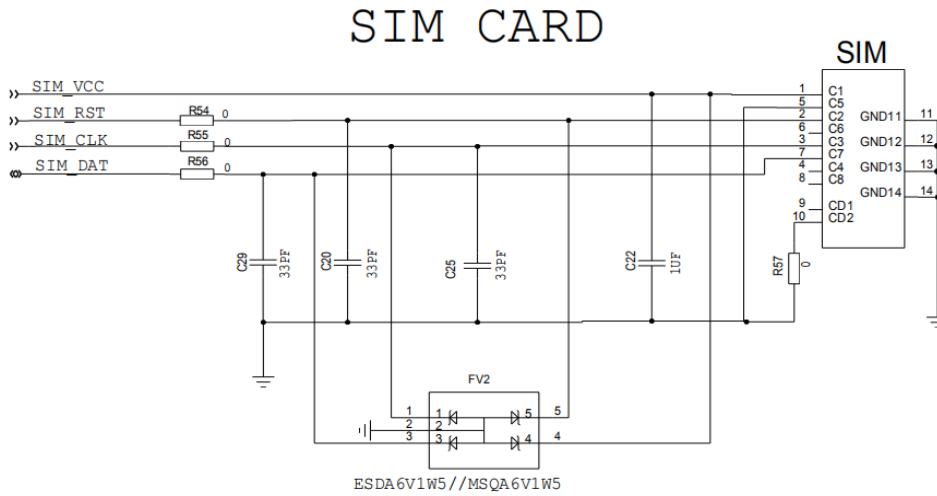 SIM CARD
SIM
SIM_VCC
SIM_RST
R54
0
SIM_CLK
R55
0
SIM_DAT
R56
0
1
C1
5
C5
2
C2
6
C6
3
C3
7
C7
4
C4
8
C8
9
CD1
10
CD2
GND11
11
GND12
12
GND13
13
GND14
14
C29
33PF
C20
33PF
C25
33PF
C22
1UF
R57
0
FV2
1
1
5
5
2
2
3
3
4
4
ESDA6V1W5//MSQA6V1W5